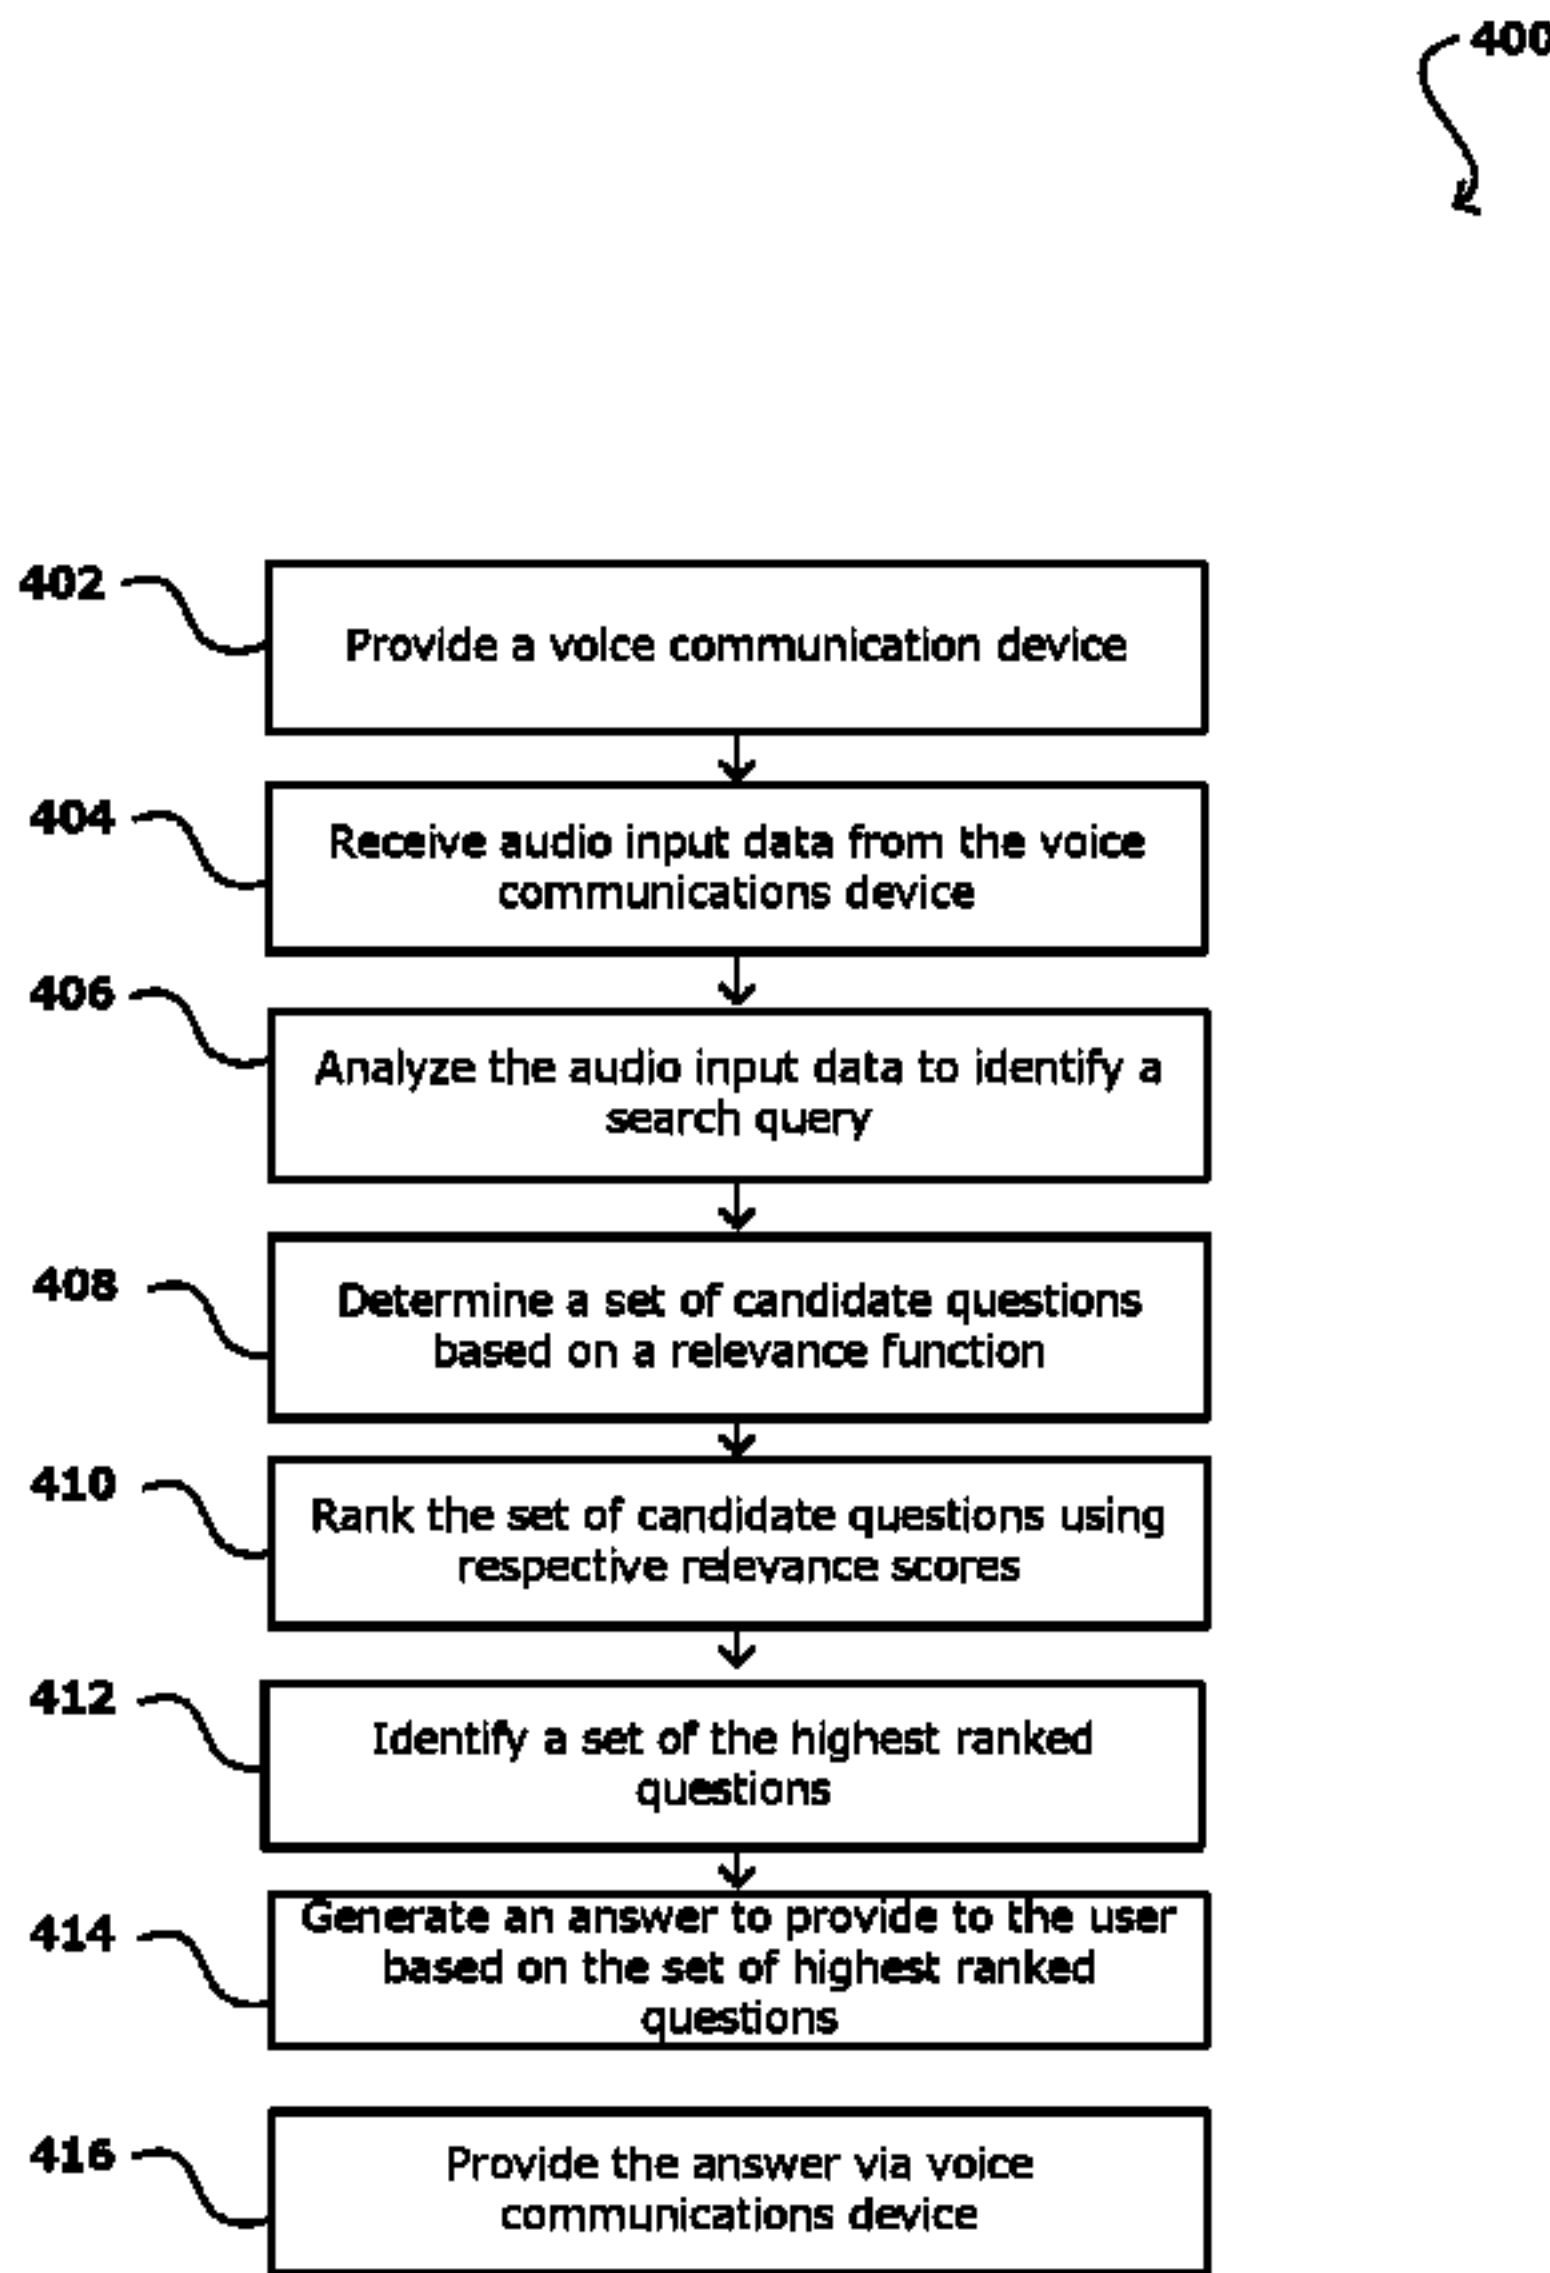 400
402
Provide a voice communication device
404
Receive audio input data from the voice
communications device
406
Analyze the audio input data to identify a
search query
408
Determine a set of candidate questions
based on a relevance function
410
Rank the set of candidate questions using
respective relevance scores
412
Identify a set of the highest ranked
questions
414
Generate an answer to provide to the user
based on the set of highest ranked
questions
416
Provide the answer via voice
communications device